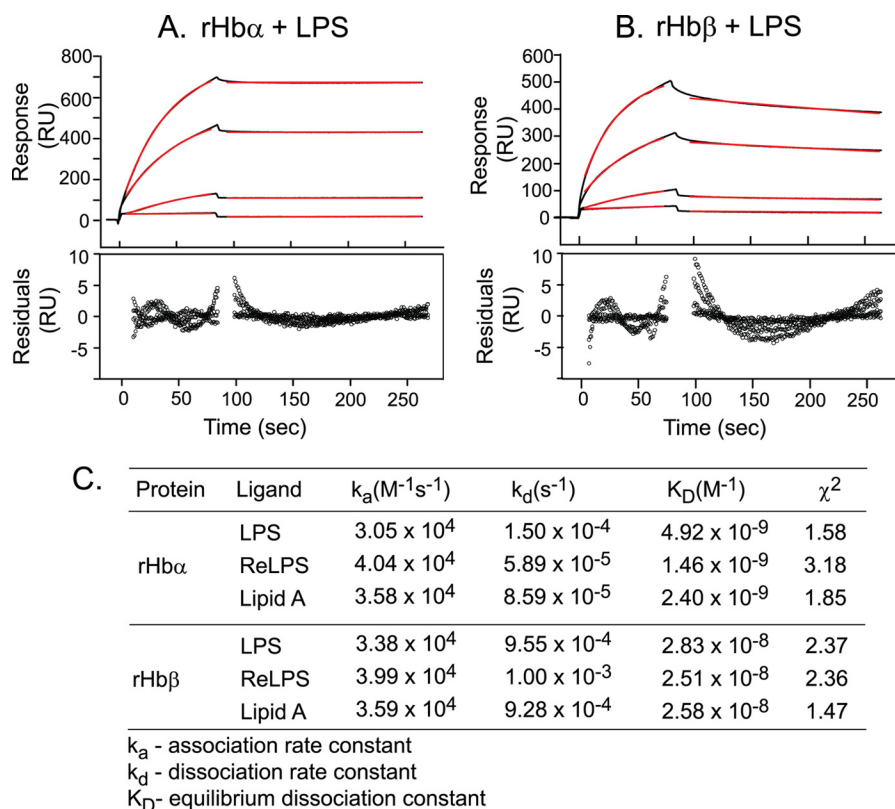 A. rHbα + LPS
Response (RU)
800
700
600
400
200
0
Residuals (RU)
10
5
0
-5
0 50 100 150 200 250
Time (sec)
B. rHbβ + LPS
Response (RU)
600
500
400
300
200
100
0
Residuals (RU)
10
5
0
-5
0 50 100 150 200 250
Time (sec)
C.
Protein Ligand kₐ(M⁻¹s⁻¹) k_d(s⁻¹) K_D(M⁻¹) χ²
rHbα
LPS 3.05 x 10⁴ 1.50 x 10⁻⁴ 4.92 x 10⁻⁹ 1.58
ReLPS 4.04 x 10⁴ 5.89 x 10⁻⁵ 1.46 x 10⁻⁹ 3.18
Lipid A 3.58 x 10⁴ 8.59 x 10⁻⁵ 2.40 x 10⁻⁹ 1.85
rHbβ
LPS 3.38 x 10⁴ 9.55 x 10⁻⁴ 2.83 x 10⁻⁸ 2.37
ReLPS 3.99 x 10⁴ 1.00 x 10⁻³ 2.51 x 10⁻⁸ 2.36
Lipid A 3.59 x 10⁴ 9.28 x 10⁻⁴ 2.58 x 10⁻⁸ 1.47
kₐ - association rate constant
k_d - dissociation rate constant
K_D- equilibrium dissociation constant